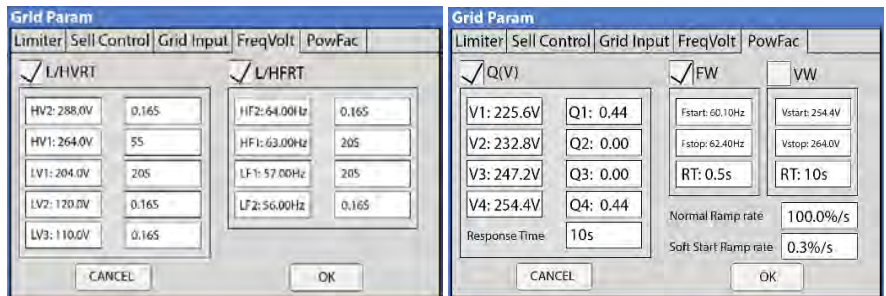 Grid Param
Limiter Sell Control Grid Input FreqVolt PowFac
L/HVRT L/HFRT
HV2: 288.0V 0.16S HF2: 64.00Hz 0.16S
HV1: 264.0V 5S HF1: 63.00Hz 20S
LV1: 204.0V 20S LF1: 57.00Hz 20S
LV2: 120.0V 0.16S LF2: 56.00Hz 0.16S
LV3: 110.0V 0.16S
CANCEL OK
Grid Param
Limiter Sell Control Grid Input FreqVolt PowFac
Q(V) FW VW
V1: 225.6V Q1: 0.44 Fstart: 60.10Hz Vstart: 254.4V
V2: 232.8V Q2: 0.00 Fstop: 62.40Hz Vstop: 264.0V
V3: 247.2V Q3: 0.00 RT: 0.5s RT: 10s
V4: 254.4V Q4: 0.44 Normal Ramp rate 100.0%/s
Response Time 10s Soft Start Ramp rate 0.3%/s
CANCEL OK